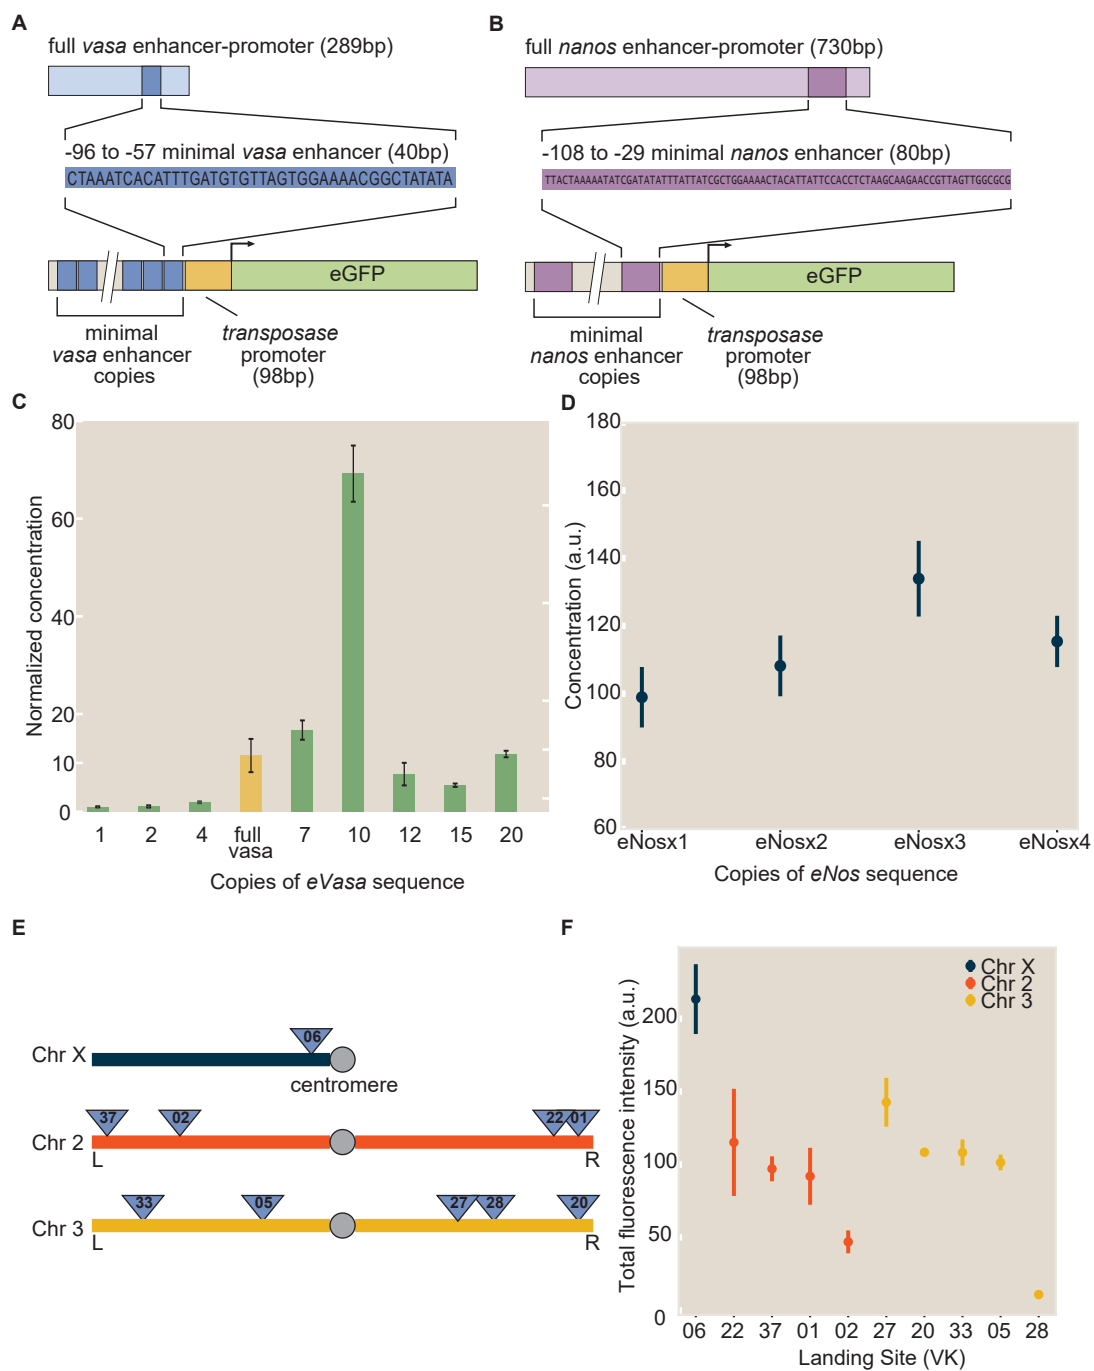 A
full vasa enhancer-promoter (289bp)
-96 to -57 minimal vasa enhancer (40bp)
CTAAATCACATTTGATGTGTTAGTGGAAAACGGCTATATA
eGFP
minimal
vasa enhancer
copies
transposase
promoter
(98bp)
B
full nanos enhancer-promoter (730bp)
-108 to -29 minimal nanos enhancer (80bp)
TTACTAAAAATATCGATATATTTATTATCGCTGGAAAACTACATTATTCCACCTCTAAGCAAGAACCGTTAGTTGGCGCG
eGFP
minimal
nanos enhancer
copies
transposase
promoter
(98bp)
C
Normalized concentration
80
60
40
20
10
0
1 2 4 full vasa 7 10 12 15 20
Copies of eVasa sequence
D
Concentration (a.u.)
180
160
140
120
100
80
60
eNosx1 eNosx2 eNosx3 eNosx4
Copies of eNos sequence
E
Chr X
06
centromere
Chr 2
37 02 22 01
L R
Chr 3
33 05 27 28 20
L R
F
Total fluorescence intensity (a.u.)
Chr X
Chr 2
Chr 3
200
150
100
50
0
06 22 37 01 02 27 20 33 05 28
Landing Site (VK)